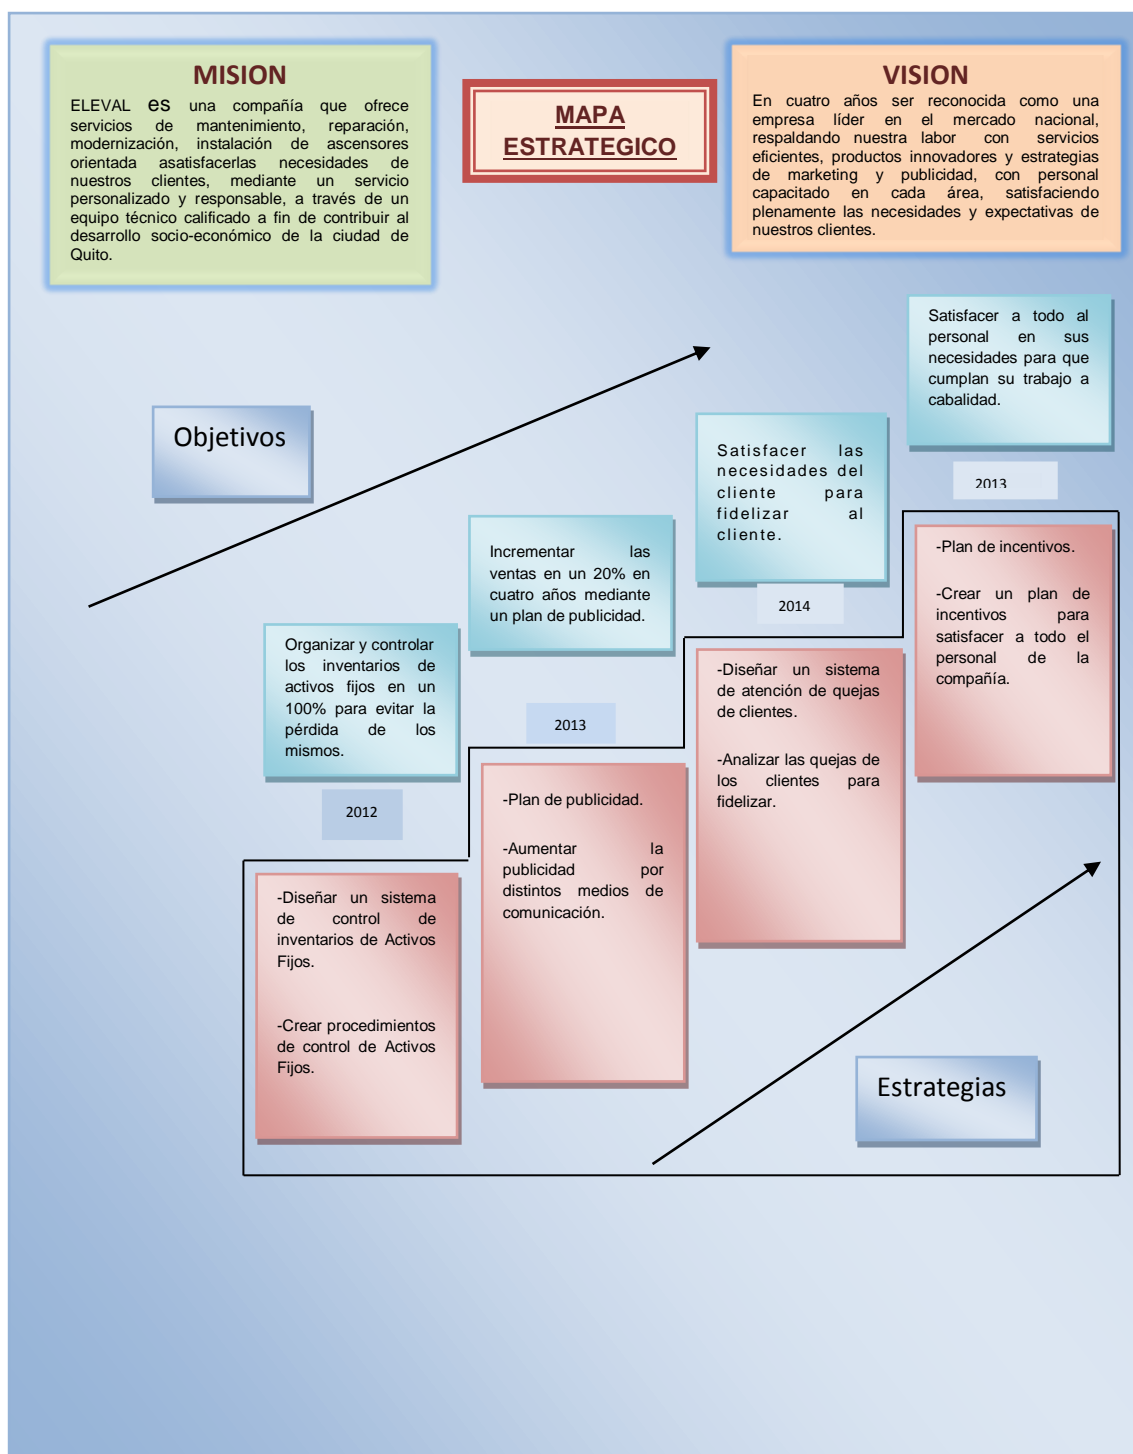 MISION
ELEVAL es una compañía que ofrece
servicios de mantenimiento, reparación,
modernización, instalación de ascensores
orientada asatisfacerlas necesidades de
nuestros clientes, mediante un servicio
personalizado y responsable, a través de un
equipo técnico calificado a fin de contribuir al
desarrollo socio-económico de la ciudad de
Quito.
MAPA
ESTRATEGICO
VISION
En cuatro años ser reconocida como una
empresa líder en el mercado nacional,
respaldando nuestra labor con servicios
eficientes, productos innovadores y estrategias
de marketing y publicidad, con personal
capacitado en cada área, satisfaciendo
plenamente las necesidades y expectativas de
nuestros clientes.
Objetivos
Organizar y controlar
los inventarios de
activos fijos en un
100% para evitar la
pérdida de los
mismos.
2012
Incrementar las
ventas en un 20% en
cuatro años mediante
un plan de publicidad.
2013
Satisfacer las
necesidades del
cliente para
fidelizar al
cliente.
2014
Satisfacer a todo al
personal en sus
necesidades para que
cumplan su trabajo a
cabalidad.
2013
-Diseñar un sistema
de control de
inventarios de Activos
Fijos.
-Crear procedimientos
de control de Activos
Fijos.
-Plan de publicidad.
-Aumentar la
publicidad por
distintos medios de
comunicación.
-Diseñar un sistema
de atención de quejas
de clientes.
-Analizar las quejas de
los clientes para
fidelizar.
-Plan de incentivos.
-Crear un plan de
incentivos para
satisfacer a todo el
personal de la
compañía.
Estrategias